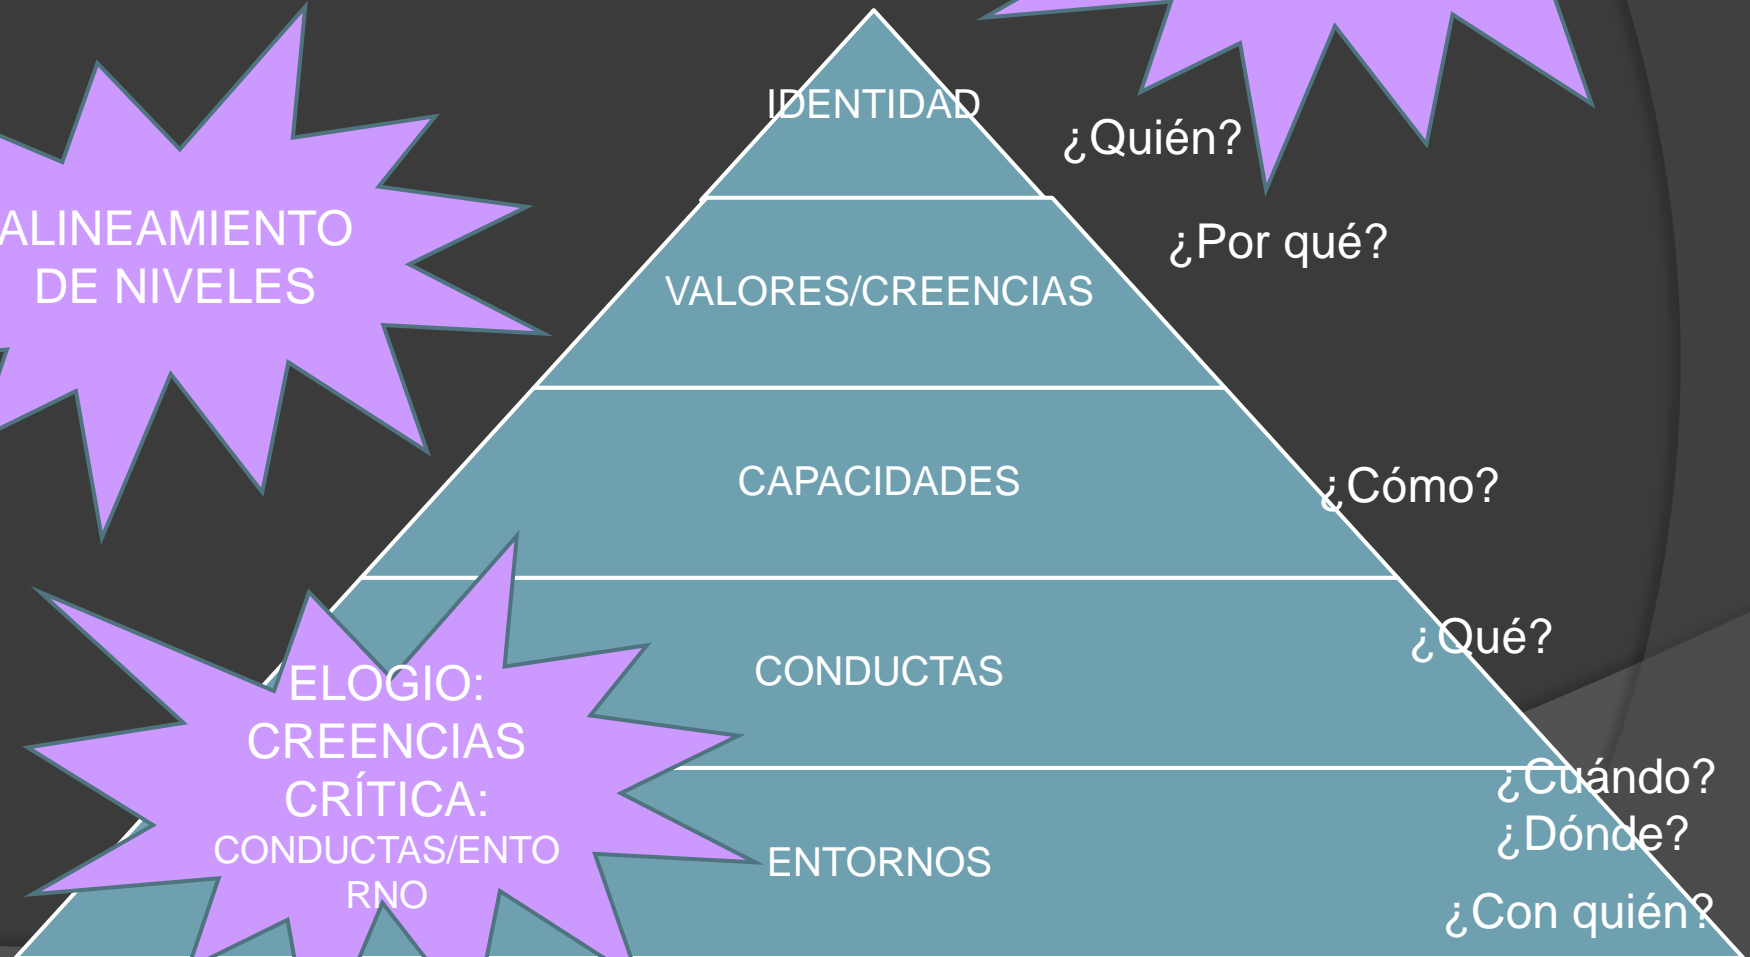 IDENTIDAD
¿Quién?
ALINEAMIENTO
DE NIVELES
¿Por qué?
VALORES/CREENCIAS
CAPACIDADES
¿Cómo?
¿Qué?
CONDUCTAS
ELOGIO:
CREENCIAS
CRÍTICA:
CONDUCTAS/ENTO
RNO
¿Cuándo?
¿Dónde?
ENTORNOS
¿Con quién?